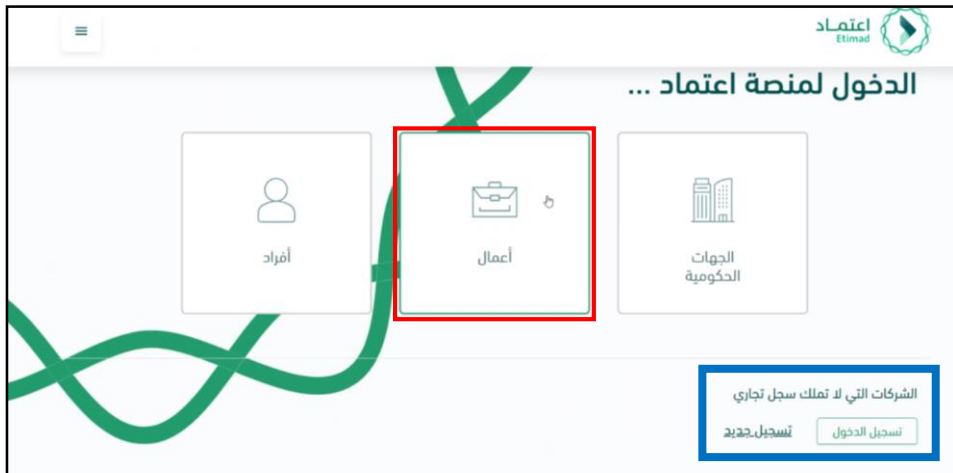 اعتماد
Etimad
الدخول لمنصة اعتماد ...
الجهات
الحكومية
أعمال
أفراد
الشركات التي لا تملك سجل تجاري
تسجيل الدخول
تسجيل جديد